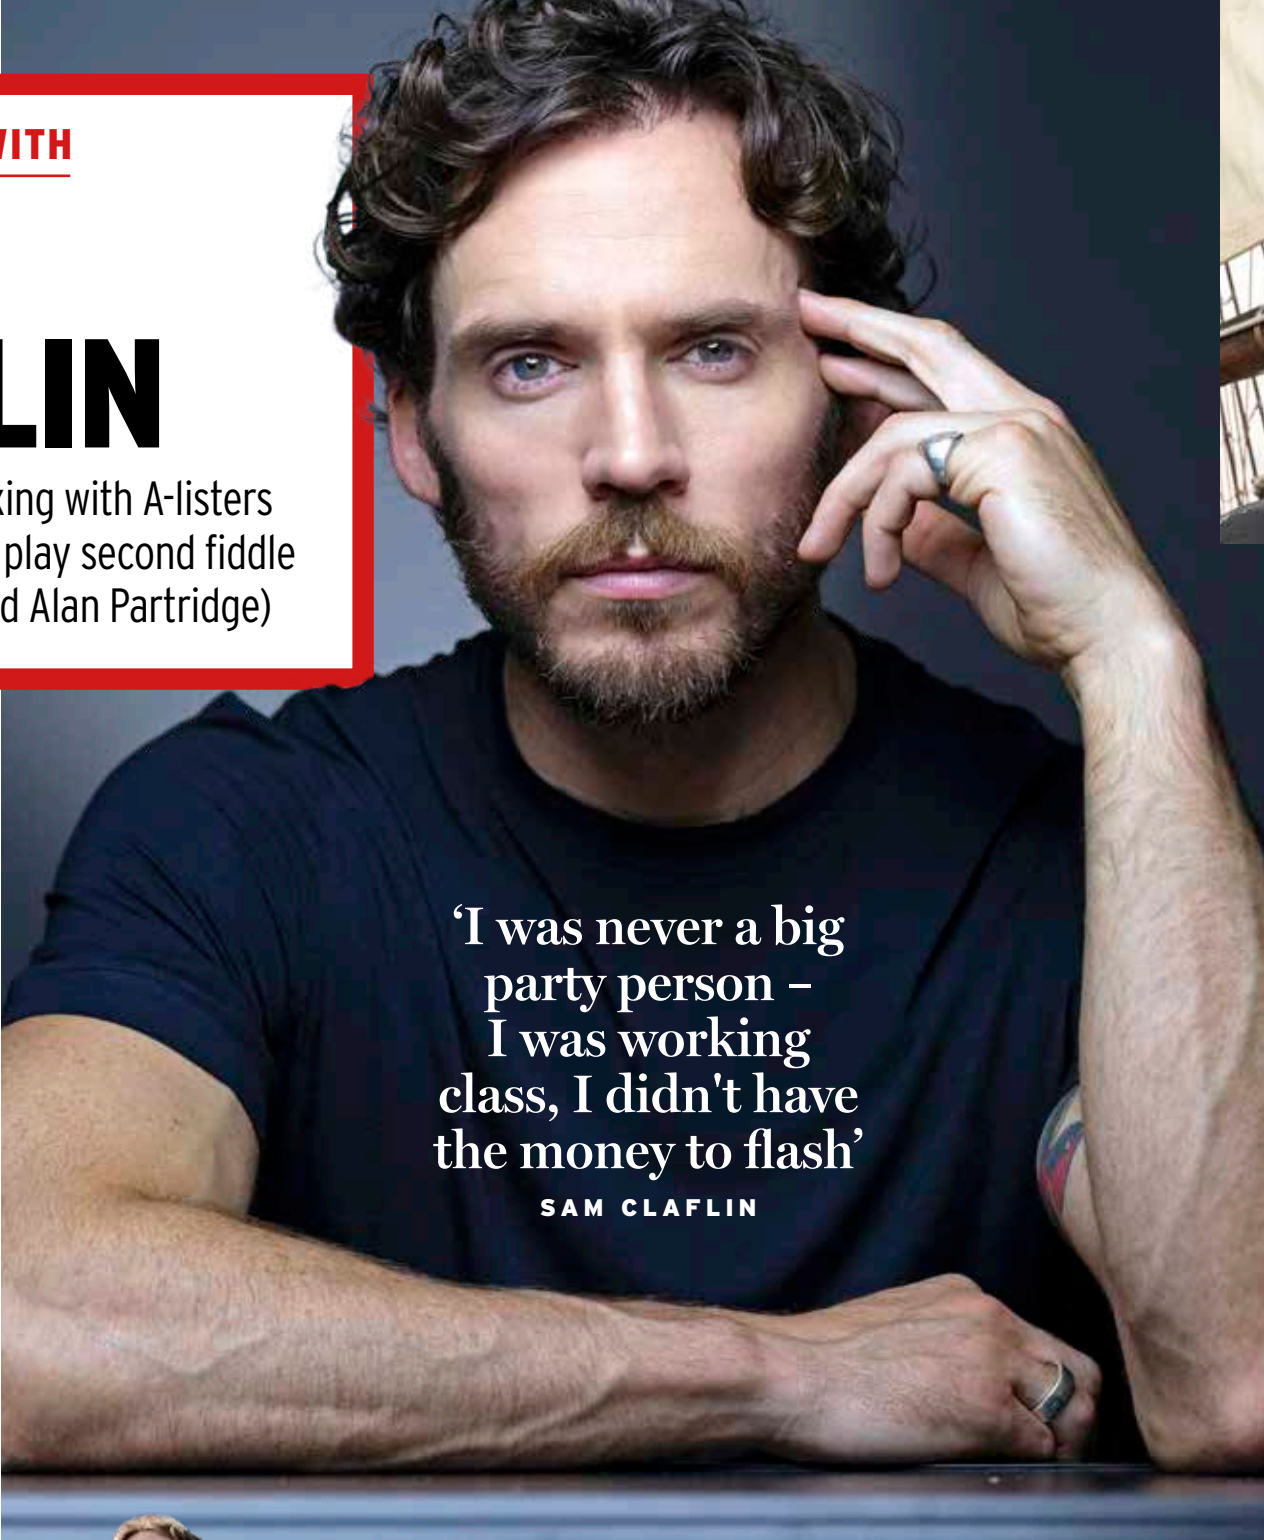 WITH
LIN
king with A-listers
play second fiddle
d Alan Partridge)
‘I was never a big
party person –
I was working
class, I didn't have
the money to flash’
SAM CLAFLIN